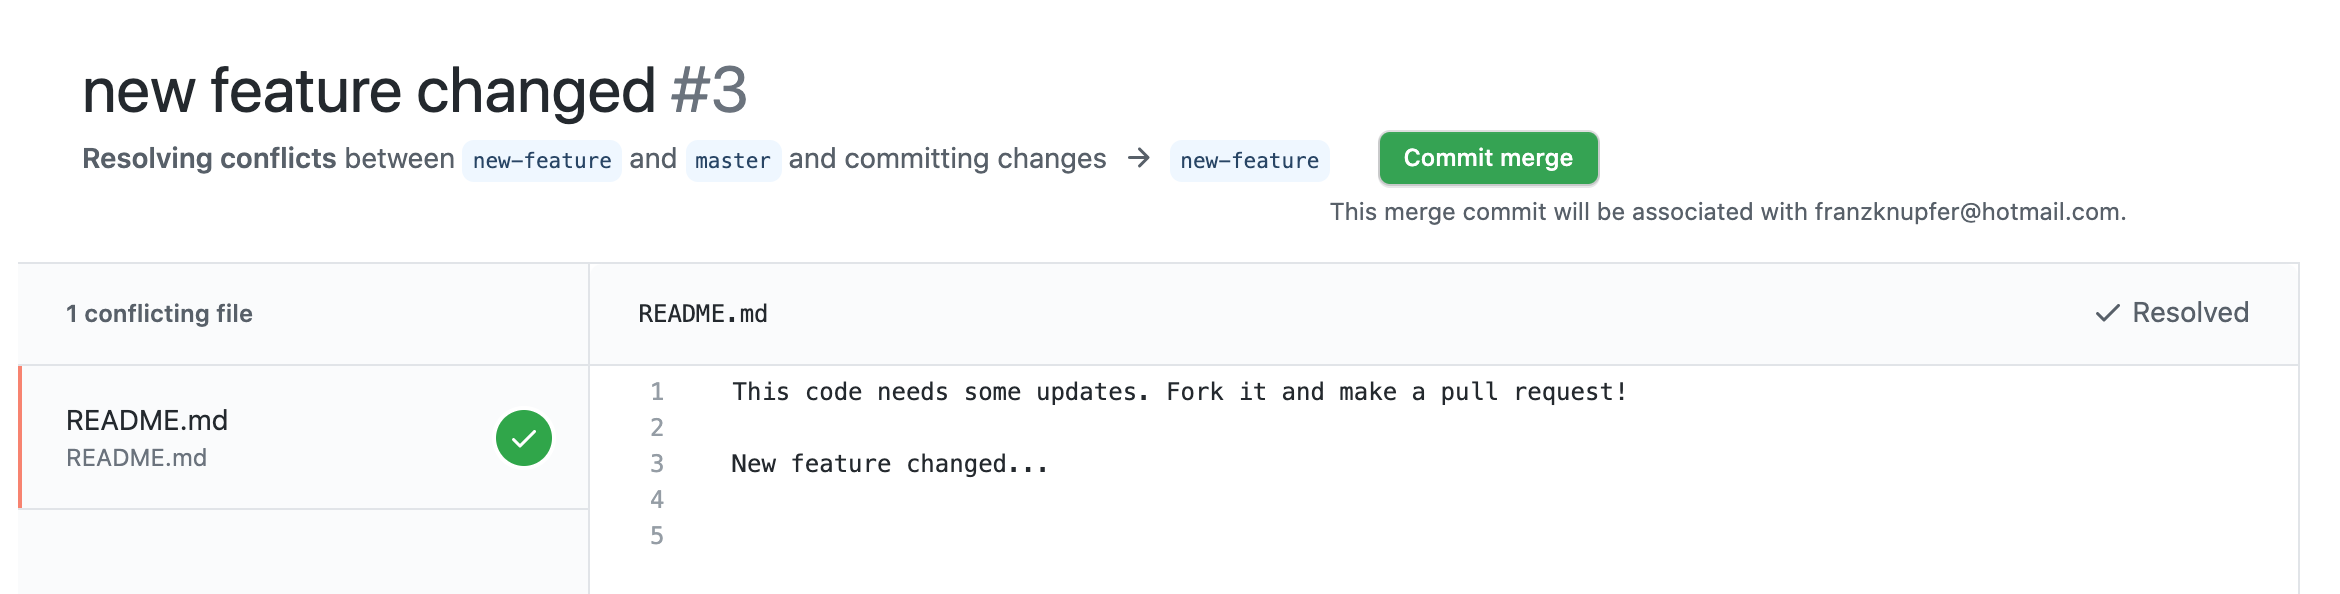 new feature changed #3
Resolving conflicts between new-feature and master and committing changes → new-feature Commit merge
This merge commit will be associated with franzknupfer@hotmail.com.
1 conflicting file
README.md
✓ Resolved
README.md
README.md
1 This code needs some updates. Fork it and make a pull request!
2
3 New feature changed...
4
5